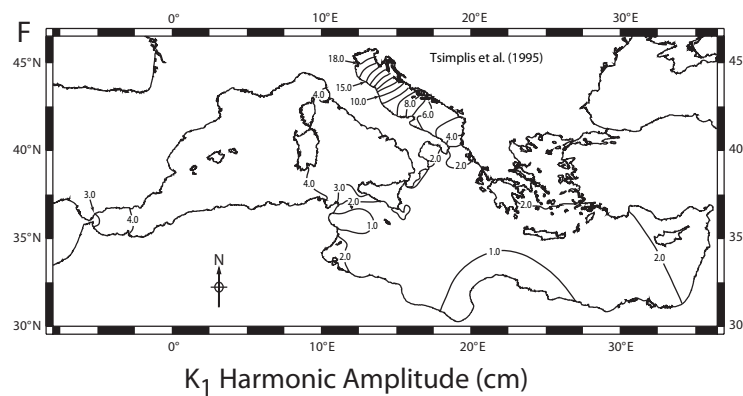 F
0° 10°E 20°E 30°E
Tsimplis et al. (1995)
45°N 45
18.0
15.0
10.0
8.0
6.0
4.0
4.0
40°N 40
2.0
2.0
4.0
3.0
3.0
2.0
4.0
2.0
1.0
35°N 35
2.0
1.0
2.0
N
30°N 30
0° 10°E 20°E 30°E
K₁ Harmonic Amplitude (cm)